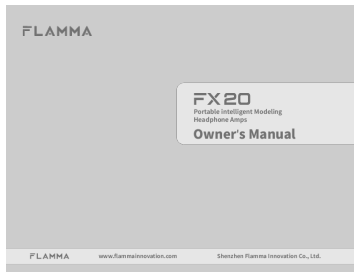 FLAMMA
FX20
Portable intelligent Modeling
Headphone Amps
Owner's Manual
FLAMMA www.flammainnovation.com Shenzhen Flamma Innovation Co., Ltd.